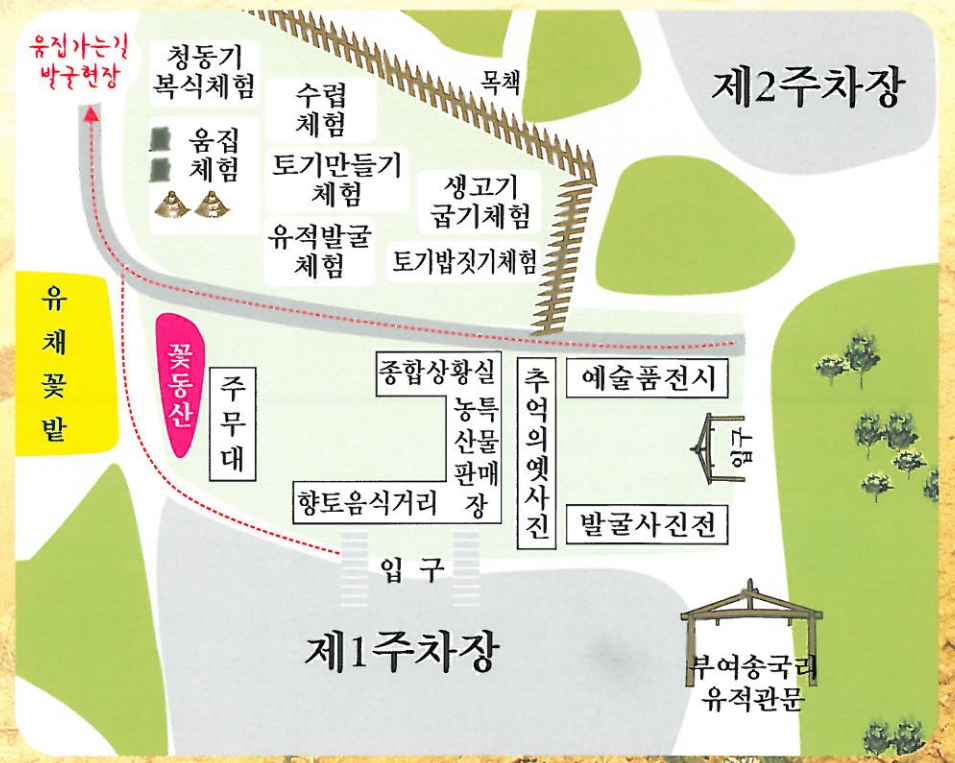 움집가는길
발굴현장
청동기
복식체험
수렵
체험
목책
제2주차장
움집
체험
토기만들기
체험
생고기
굽기체험
유적발굴
체험
토기밥짓기체험
유채꽃밭
꽃동산
주무대
종합상황실
농특
산물
판매
장
향토음식거리
추억의옛사진
예술품전시
입구
발굴사진전
입 구
제1주차장
부여송국리
유적관문